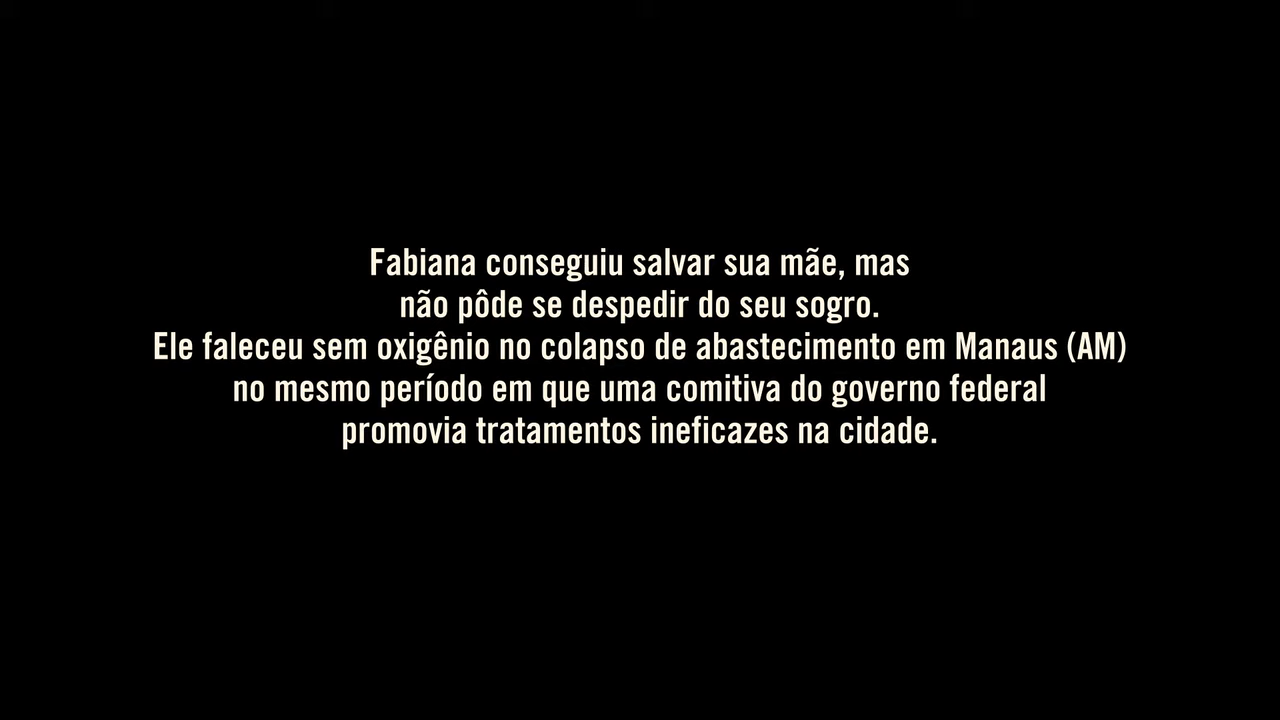 Fabiana conseguiu salvar sua mãe, mas
não pôde se despedir do seu sogro.
Ele faleceu sem oxigênio no colapso de abastecimento em Manaus (AM)
no mesmo período em que uma comitiva do governo federal
promovia tratamentos ineficazes na cidade.